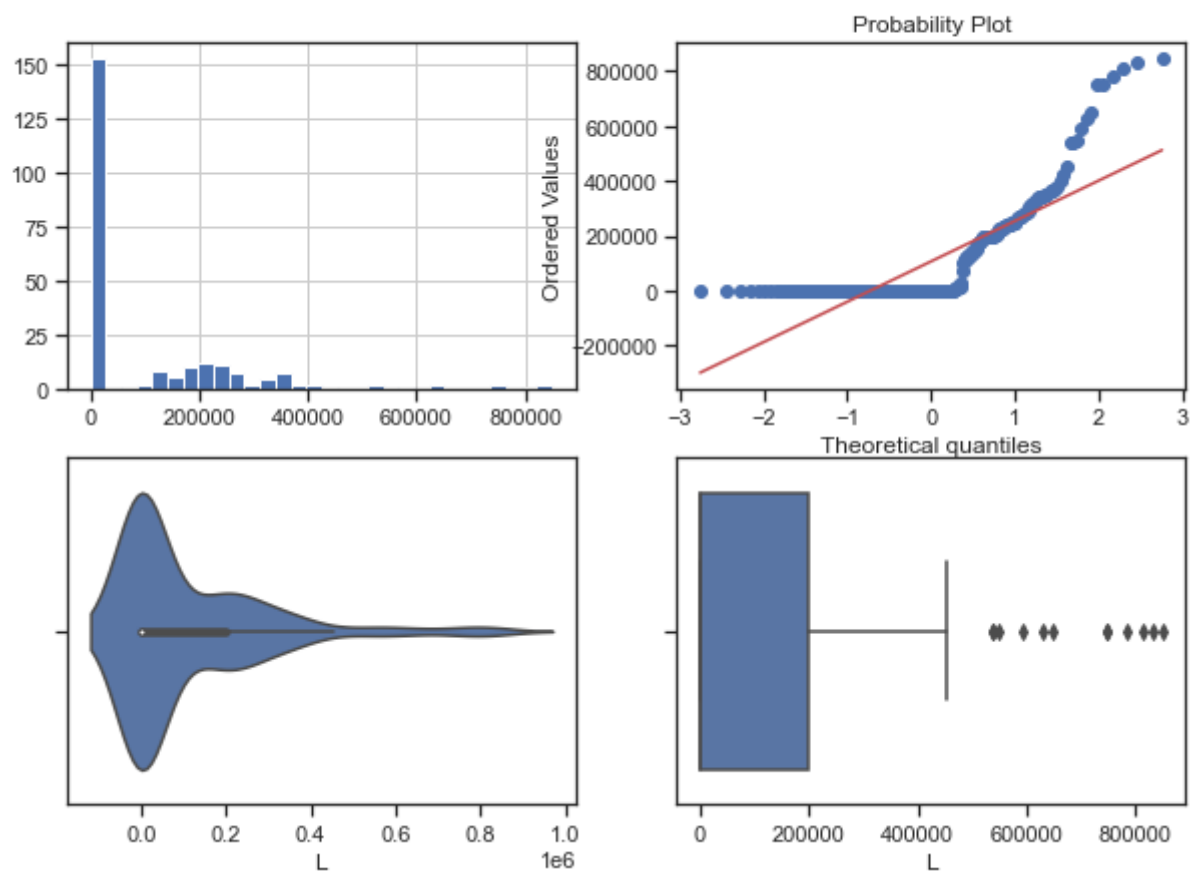 Probability Plot
150
125
100
75
50
25
0
0 200000 400000 600000 800000
Ordered Values
800000
600000
400000
200000
0
−200000
−3 −2 −1 0 1 2 3
Theoretical quantiles
0.0 0.2 0.4 0.6 0.8 1.0
1e6
L
0 200000 400000 600000 800000
L